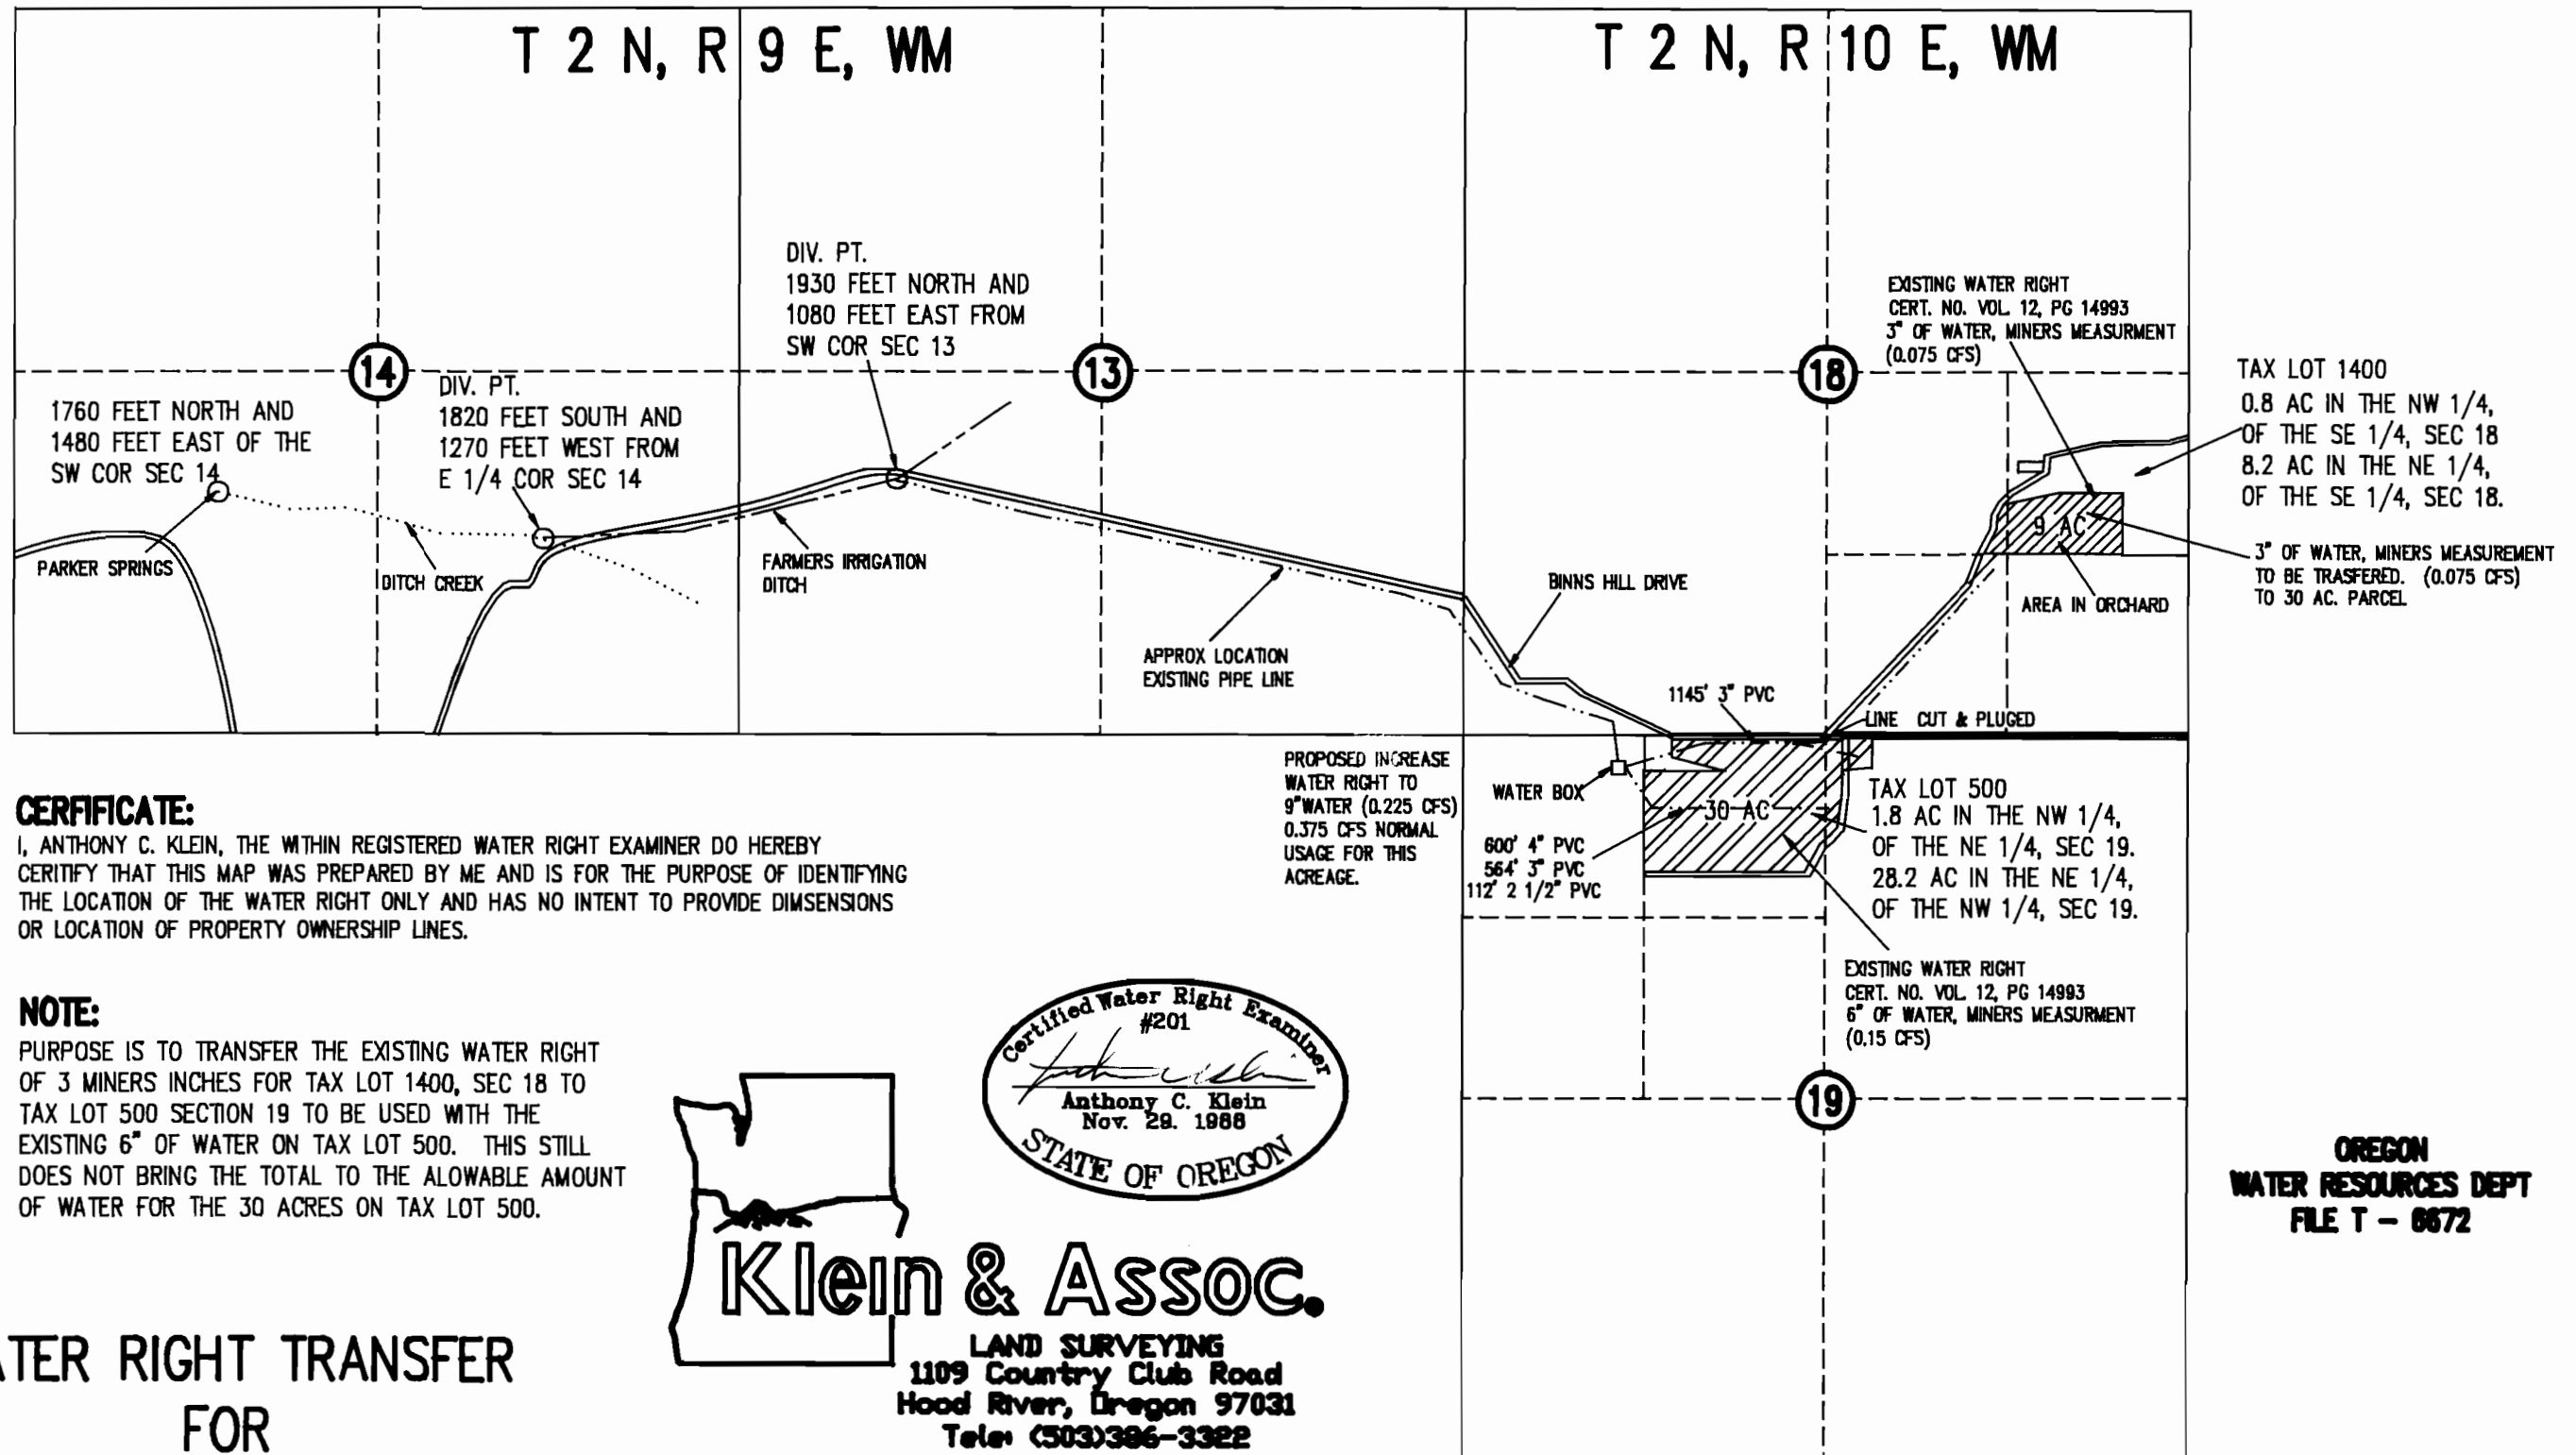 T 2 N, R 9 E, WM
T 2 N, R 10 E, WM
DIV. PT.
1930 FEET NORTH AND
1080 FEET EAST FROM
SW COR SEC 13
EXISTING WATER RIGHT
CERT. NO. VOL. 12, PG 14993
3" OF WATER, MINERS MEASURMENT
(0.075 CFS)
14
13
18
1760 FEET NORTH AND
1480 FEET EAST OF THE
SW COR SEC 14
DIV. PT.
1820 FEET SOUTH AND
1270 FEET WEST FROM
E 1/4 COR SEC 14
TAX LOT 1400
0.8 AC IN THE NW 1/4,
OF THE SE 1/4, SEC 18
8.2 AC IN THE NE 1/4,
OF THE SE 1/4, SEC 18.
9 AC
PARKER SPRINGS
DITCH CREEK
FARMERS IRRIGATION
DITCH
BINNS HILL DRIVE
3" OF WATER, MINERS MEASUREMENT
TO BE TRASFERED. (0.075 CFS)
TO 30 AC. PARCEL
AREA IN ORCHARD
APPROX LOCATION
EXISTING PIPE LINE
1145' 3" PVC
LINE CUT & PLUGED
PROPOSED INCREASE
WATER RIGHT TO
9"WATER (0.225 CFS)
0.375 CFS NORMAL
USAGE FOR THIS
ACREAGE.
WATER BOX
30 AC
600' 4" PVC
564' 3" PVC
112' 2 1/2" PVC
TAX LOT 500
1.8 AC IN THE NW 1/4,
OF THE NE 1/4, SEC 19.
28.2 AC IN THE NE 1/4,
OF THE NW 1/4, SEC 19.
EXISTING WATER RIGHT
CERT. NO. VOL. 12, PG 14993
6" OF WATER, MINERS MEASURMENT
(0.15 CFS)
19
CERFIFICATE:
I, ANTHONY C. KLEIN, THE WITHIN REGISTERED WATER RIGHT EXAMINER DO HEREBY
CERITIFY THAT THIS MAP WAS PREPARED BY ME AND IS FOR THE PURPOSE OF IDENTIFYING
THE LOCATION OF THE WATER RIGHT ONLY AND HAS NO INTENT TO PROVIDE DIMSENSIONS
OR LOCATION OF PROPERTY OWNERSHIP LINES.
NOTE:
PURPOSE IS TO TRANSFER THE EXISTING WATER RIGHT
OF 3 MINERS INCHES FOR TAX LOT 1400, SEC 18 TO
TAX LOT 500 SECTION 19 TO BE USED WITH THE
EXISTING 6" OF WATER ON TAX LOT 500. THIS STILL
DOES NOT BRING THE TOTAL TO THE ALOWABLE AMOUNT
OF WATER FOR THE 30 ACRES ON TAX LOT 500.
Certified Water Right Examiner
#201
Anthony C. Klein
Nov. 29. 1988
STATE OF OREGON
Klein & Assoc.
LAND SURVEYING
1109 Country Club Road
Hood River, Oregon 97031
Tele: (503)386-3322
OREGON
WATER RESOURCES DEPT
FILE T - 6672
ATER RIGHT TRANSFER
FOR